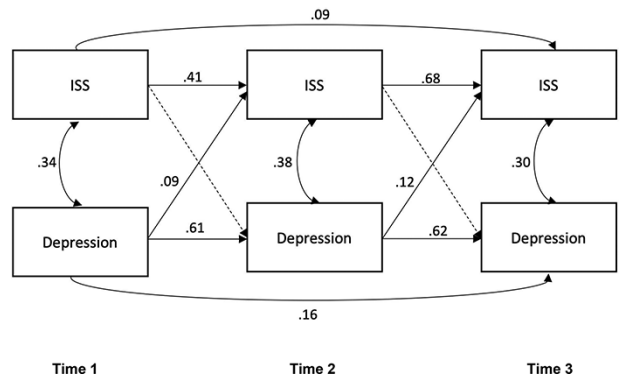 .09
ISS
ISS
ISS
.41
.68
.34
.38
.30
.09
.12
Depression
Depression
Depression
.61
.62
.16
Time 1
Time 2
Time 3